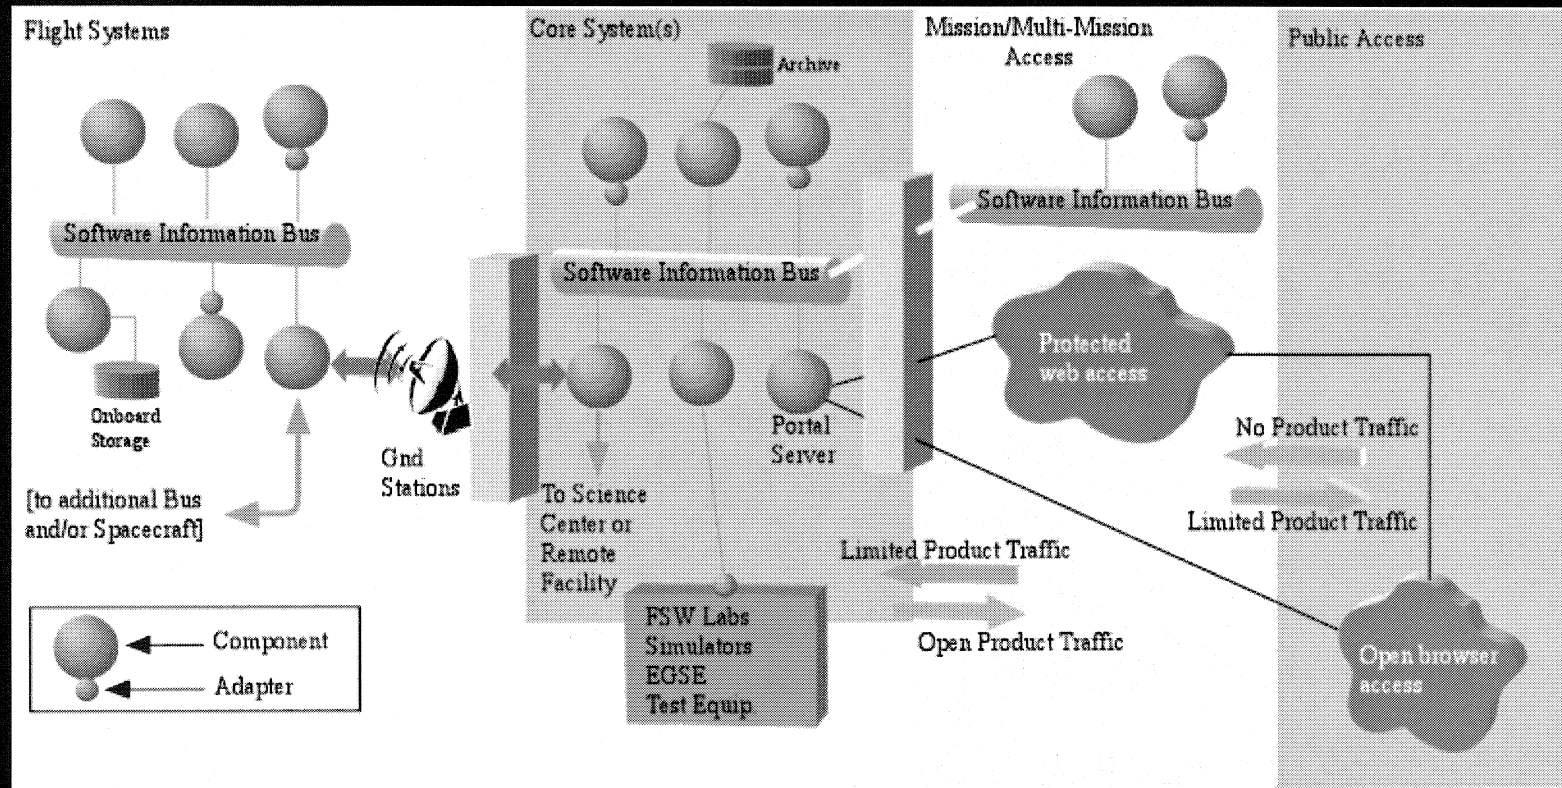 Flight Systems
Software Information Bus
Onboard
Storage
[to additional Bus
and/or Spacecraft]
Component
Adapter
Gnd
Stations
Core System(s)
Archive
Software Information Bus
Portal
Server
To Science
Center or
Remote
Facility
FSW Labs
Simulators
EGSE
Test Equip
Mission/Multi-Mission
Access
Software Information Bus
Protected
web access
Limited Product Traffic
Open Product Traffic
Public Access
No Product Traffic
Limited Product Traffic
Open browser
access